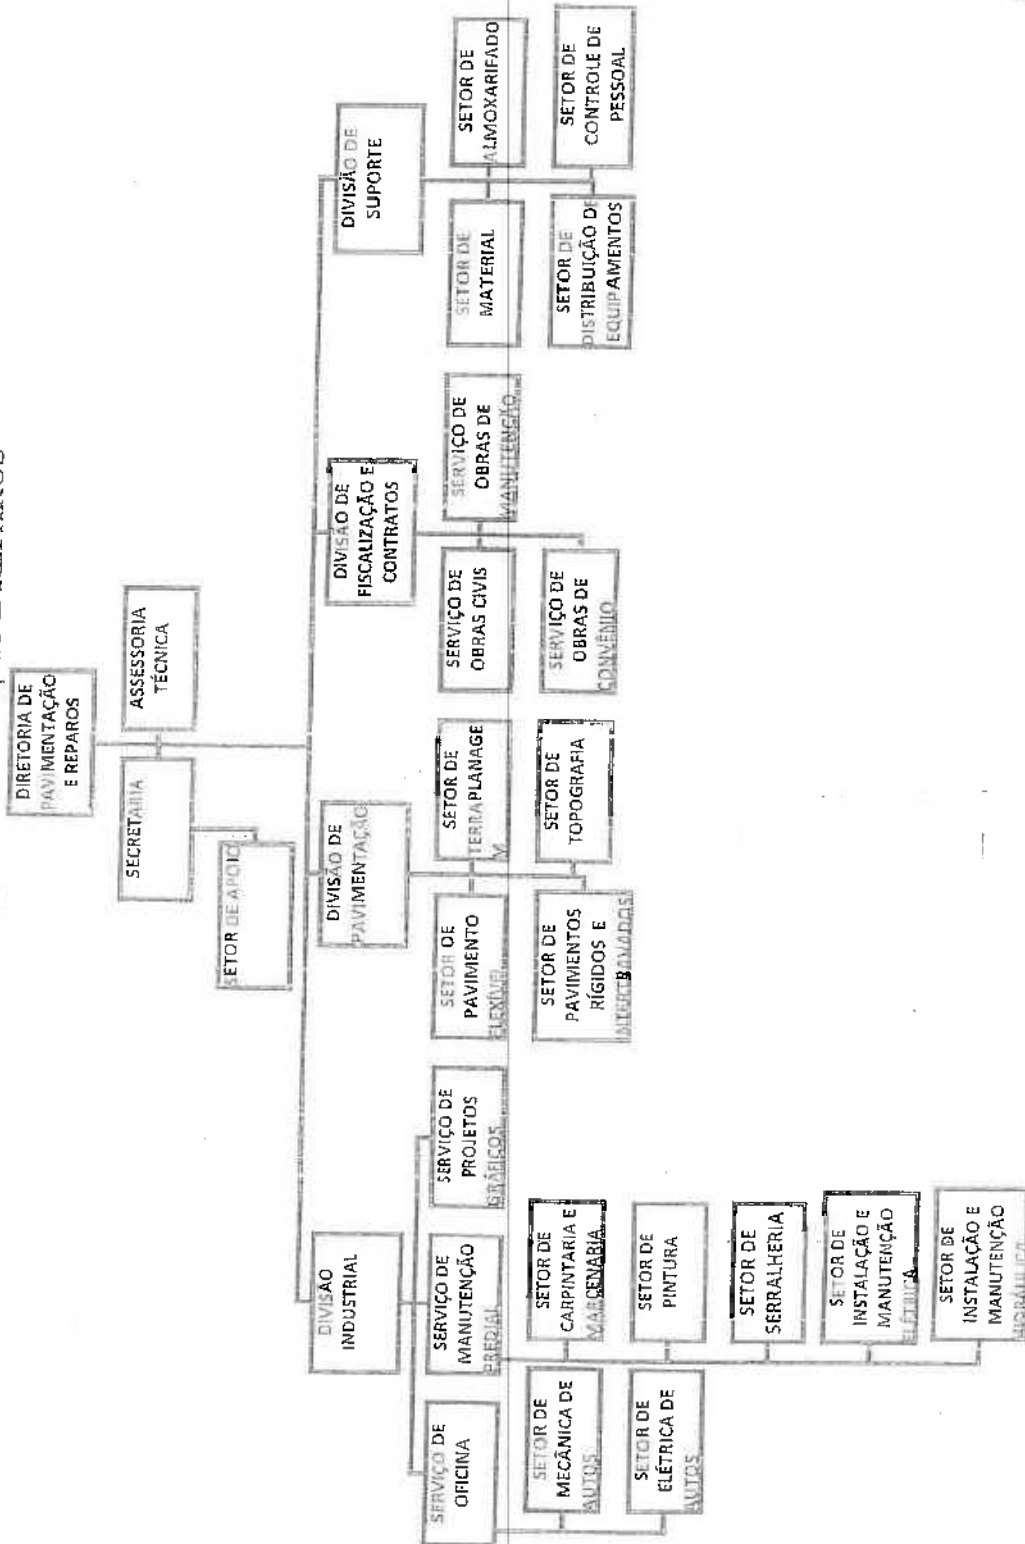 DIRETORIA DE
PAVIMENTAÇÃO
E REPAROS
SECRETARIA
ASSESSORIA
TÉCNICA
SETOR DE APOIO
DIVISÃO
INDUSTRIAL
DIVISÃO DE
PAVIMENTAÇÃO
DIVISÃO DE
FISCALIZAÇÃO E
CONTRATOS
DIVISÃO DE
SUPORTE
SERVIÇO DE
OFICINA
SERVIÇO DE
MANUTENÇÃO
PREDIAL
SERVIÇO DE
PROJETOS
GRÁFICOS
SETOR DE
PAVIMENTO
FLEXÍVEL
SETOR DE
TERRAPLANAGE
M
SERVIÇO DE
OBRAS CIVIS
SERVIÇO DE
OBRAS DE
MANUTENÇÃO
SETOR DE
MATERIAL
SETOR DE
ALMOXARIFADO
SETOR DE
MECÂNICA DE
AUTOS
SETOR DE
CARPINTARIA E
MARCENARIA
SETOR DE
PAVIMENTOS
RÍGIDOS E
INTERTRAVADOS
SETOR DE
TOPOGRAFIA
SERVIÇO DE
OBRAS DE
CONVÊNIO
SETOR DE
DISTRIBUIÇÃO DE
EQUIPAMENTOS
SETOR DE
CONTROLE DE
PESSOAL
SETOR DE
ELÉTRICA DE
AUTOS
SETOR DE
PINTURA
SETOR DE
SERRALHERIA
SETOR DE
INSTALAÇÃO E
MANUTENÇÃO
ELÉTRICA
SETOR DE
INSTALAÇÃO E
MANUTENÇÃO